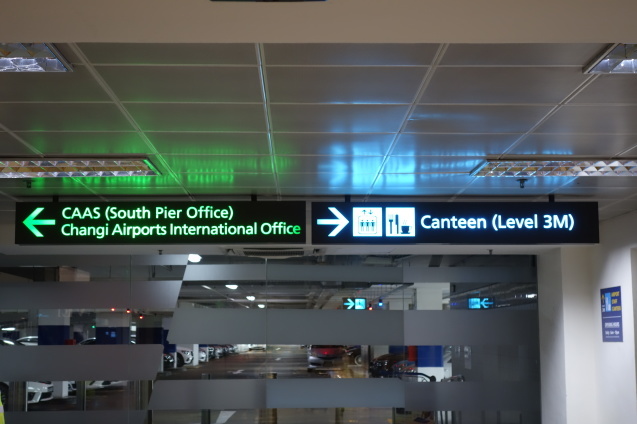 CAAS (South Pier Office)
Changi Airports International Office
Canteen (Level 3M)